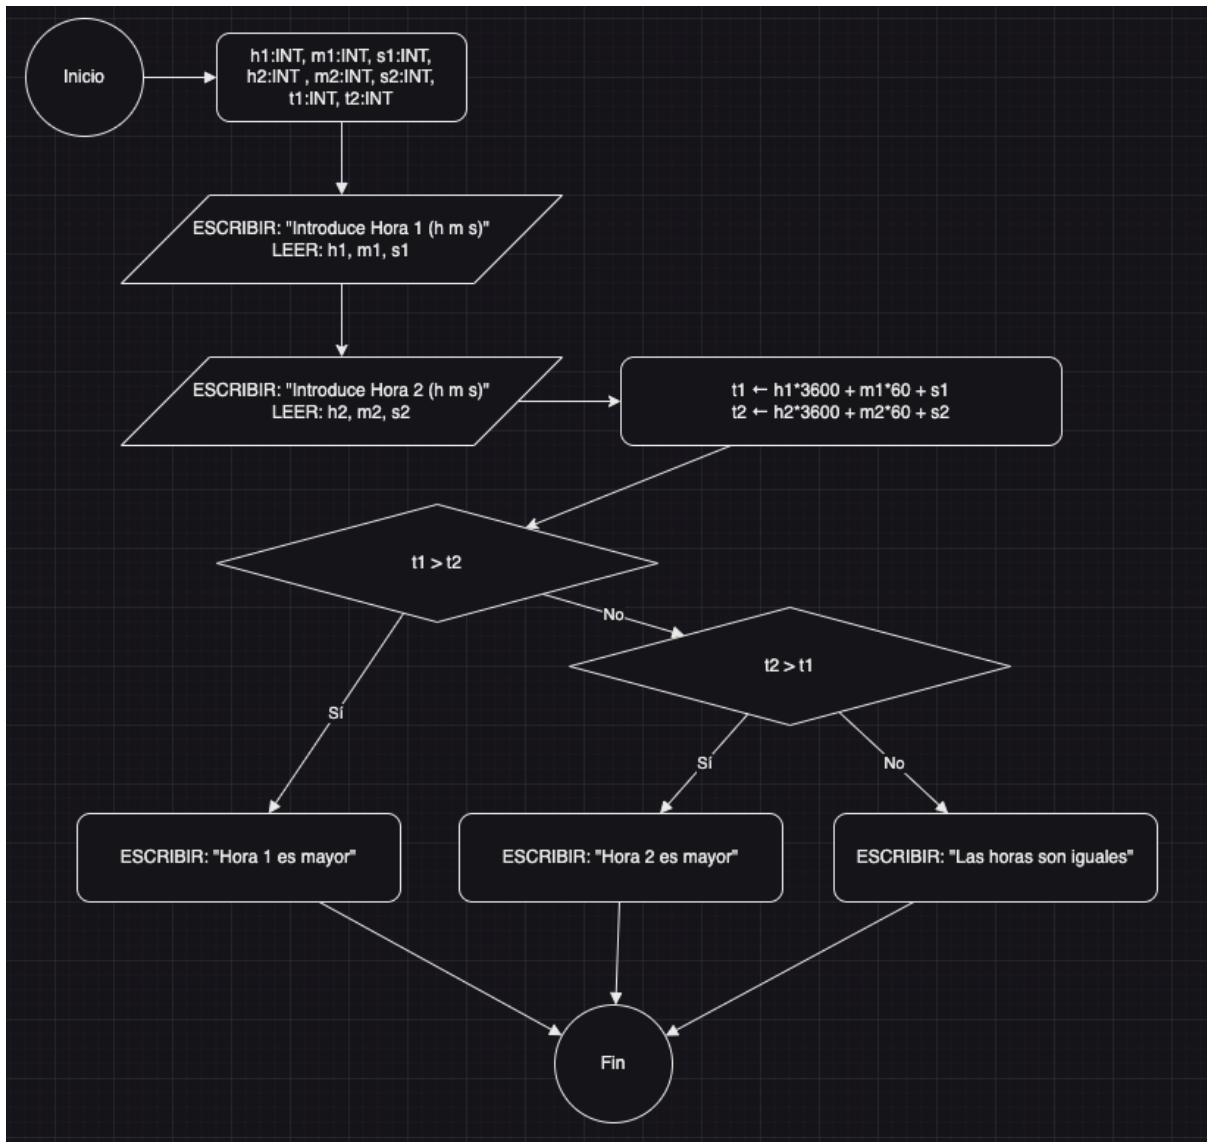 Inicio
h1:INT, m1:INT, s1:INT,
h2:INT , m2:INT, s2:INT,
t1:INT, t2:INT
ESCRIBIR: "Introduce Hora 1 (h m s)"
LEER: h1, m1, s1
ESCRIBIR: "Introduce Hora 2 (h m s)"
LEER: h2, m2, s2
t1 ← h1*3600 + m1*60 + s1
t2 ← h2*3600 + m2*60 + s2
t1 > t2
No
t2 > t1
Sí
Sí
No
ESCRIBIR: "Hora 1 es mayor"
ESCRIBIR: "Hora 2 es mayor"
ESCRIBIR: "Las horas son iguales"
Fin